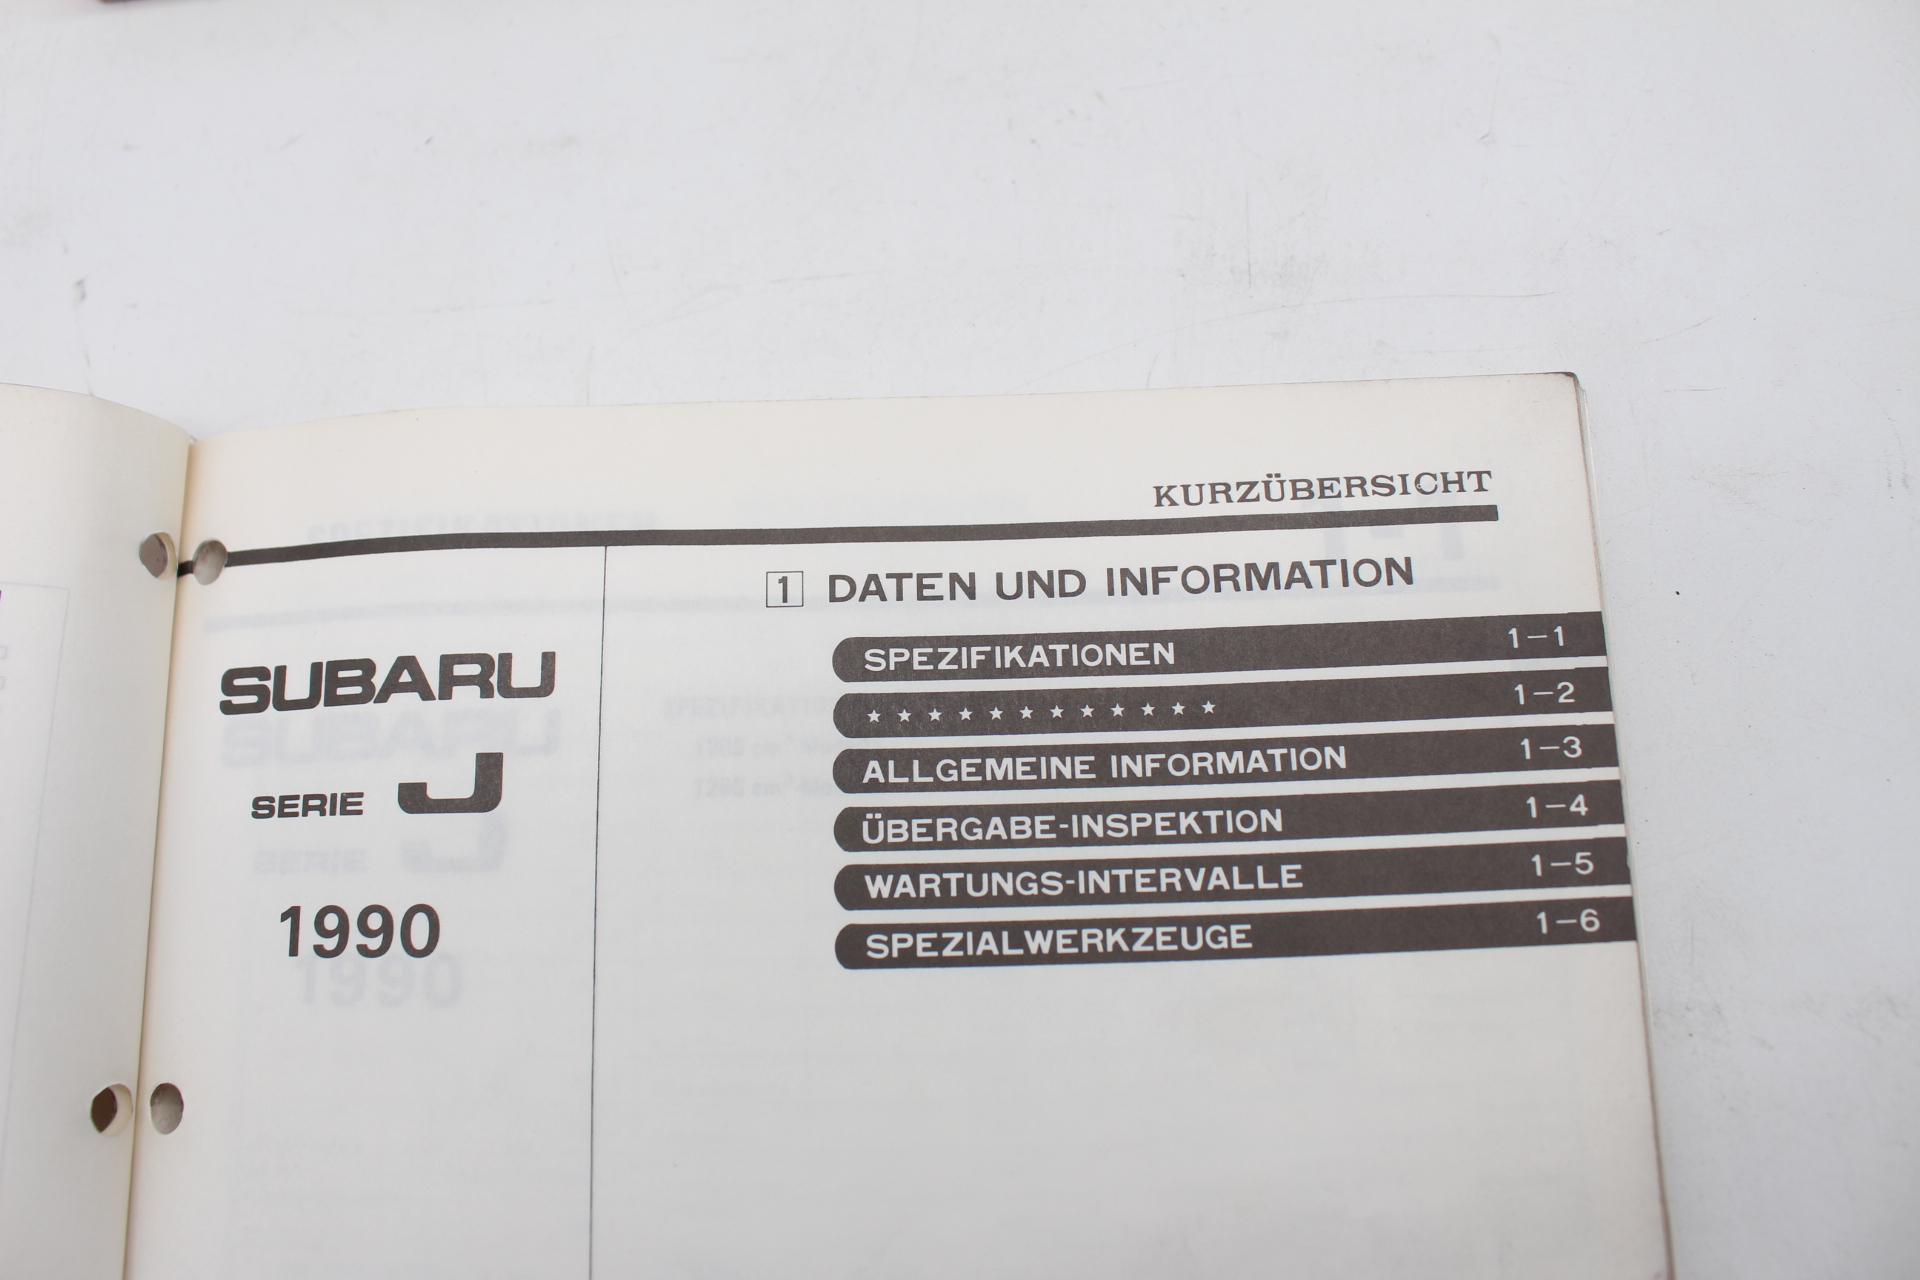 KURZÜBERSICHT
SUBARU
SERIE J
1990
1 DATEN UND INFORMATION
SPEZIFIKATIONEN 1-1
★ ★ ★ ★ ★ ★ ★ ★ ★ ★ ★ ★ 1-2
ALLGEMEINE INFORMATION 1-3
ÜBERGABE-INSPEKTION 1-4
WARTUNGS-INTERVALLE 1-5
SPEZIALWERKZEUGE 1-6